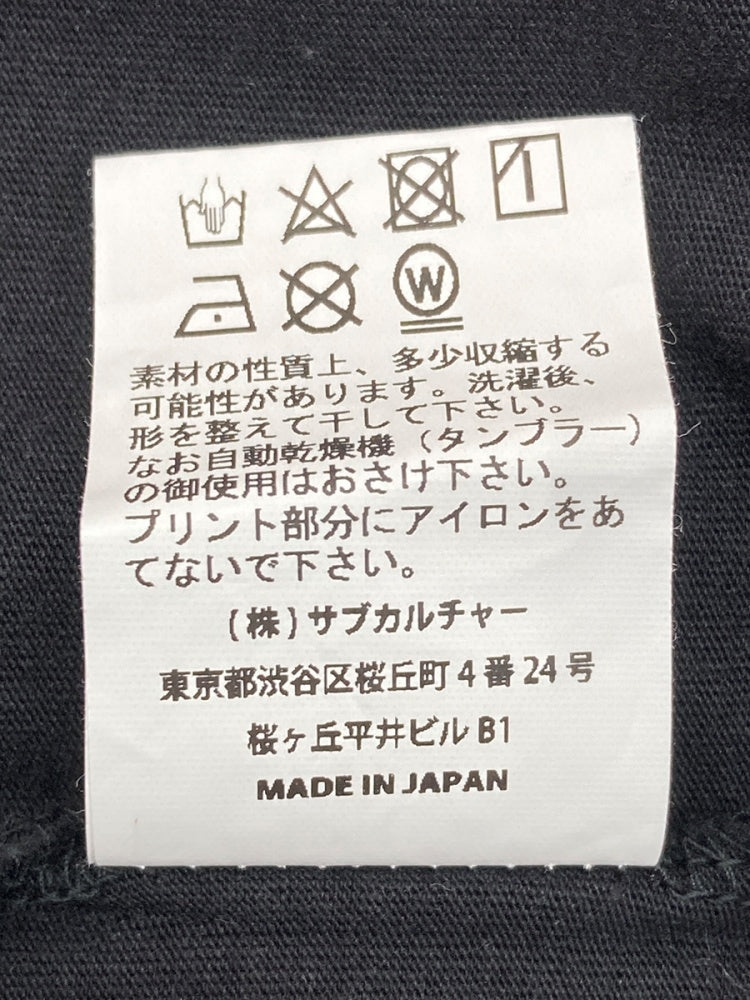 W
素材の性質上、多少収縮する
可能性があります。洗濯後、
形を整えて干して下さい。
なお自動乾燥機（タンブラー）
の御使用はおさけ下さい。
プリント部分にアイロンをあ
てないで下さい。
(株)サブカルチャー
東京都渋谷区桜丘町4番24号
桜ヶ丘平井ビルB1
MADE IN JAPAN